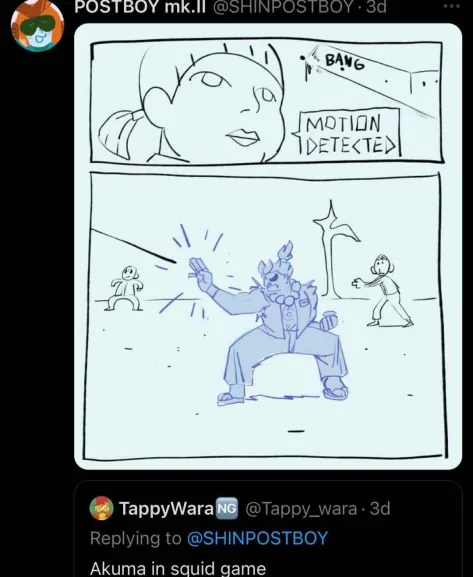 POSTBOY mk.II @SHINPOSTBOY · 3d
BANG
MOTION
DETECTED
TappyWara🆖 @Tappy_wara · 3d
Replying to @SHINPOSTBOY
Akuma in squid game